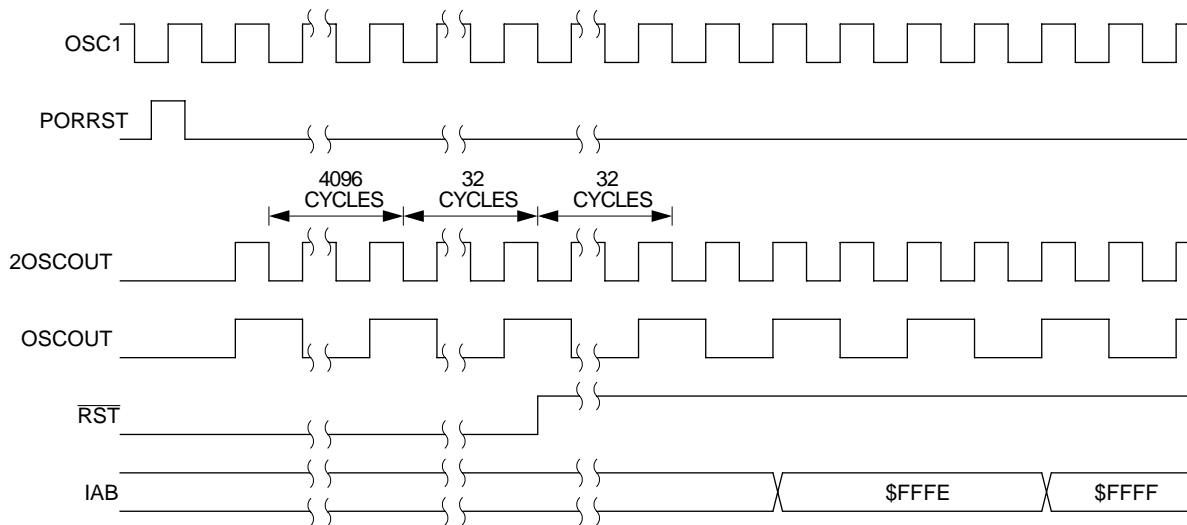 OSC1
PORRST
4096
CYCLES
32
CYCLES
32
CYCLES
2OSCOUT
OSCOUT
RST
IAB
$FFFE
$FFFF